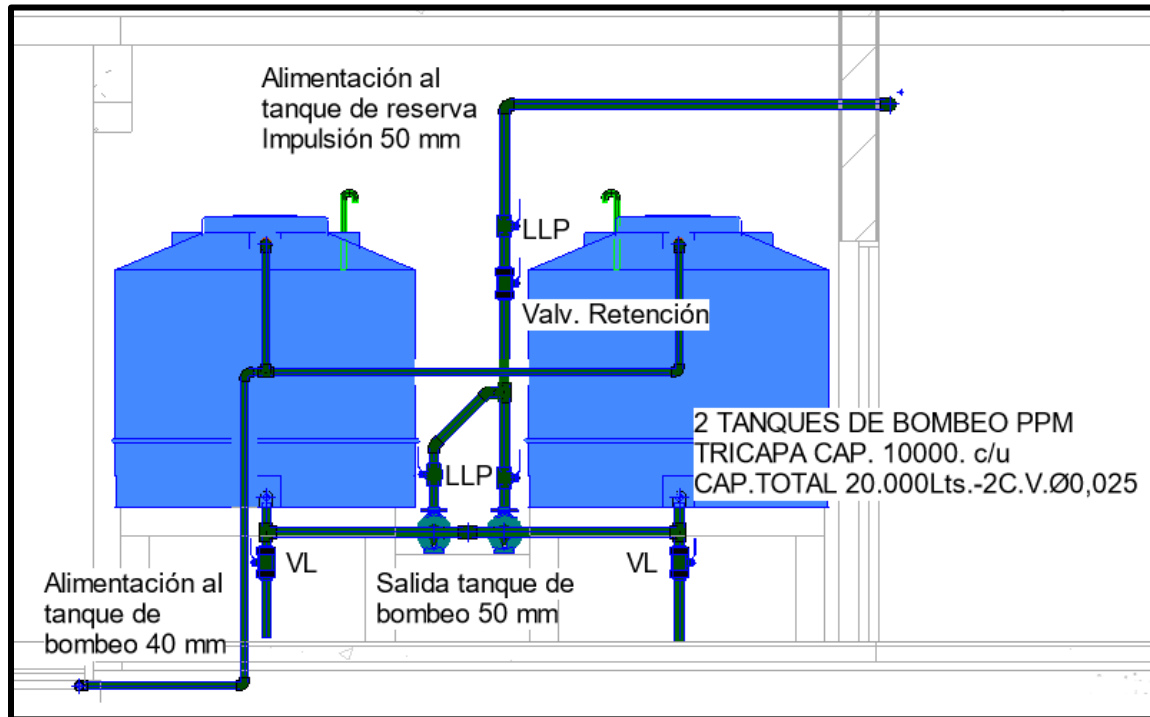 Alimentación al
tanque de reserva
Impulsión 50 mm
LLP
Valv. Retención
2 TANQUES DE BOMBEO PPM
TRICAPA CAP. 10000. c/u
CAP.TOTAL 20.000Lts.-2C.V.Ø0,025
LLP
VL
VL
Alimentación al
tanque de
bombeo 40 mm
Salida tanque de
bombeo 50 mm